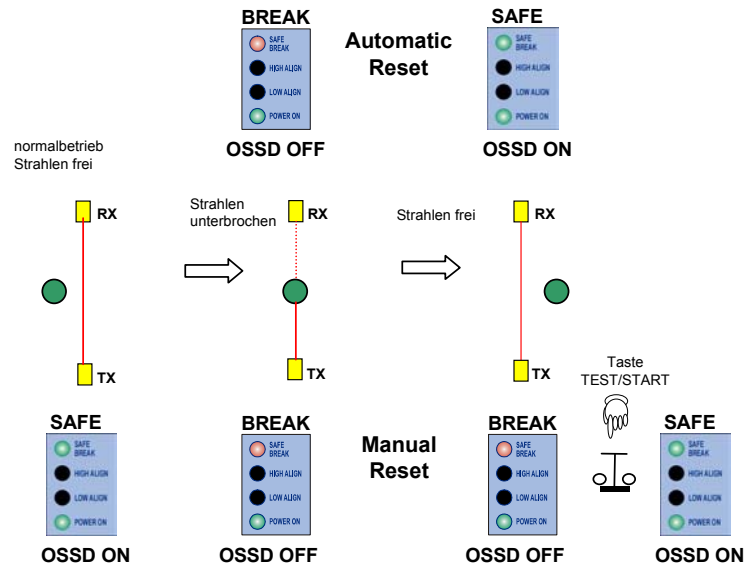 BREAK
SAFE
BREAK
HIGH ALIGN
LOW ALIGN
POWER ON
OSSD OFF
Automatic
Reset
SAFE
SAFE
BREAK
HIGH ALIGN
LOW ALIGN
POWER ON
OSSD ON
normalbetrieb
Strahlen frei
RX
TX
Strahlen
unterbrochen
RX
TX
Strahlen frei
RX
TX
Taste
TEST/START
SAFE
SAFE
BREAK
HIGH ALIGN
LOW ALIGN
POWER ON
OSSD ON
BREAK
SAFE
BREAK
HIGH ALIGN
LOW ALIGN
POWER ON
OSSD OFF
Manual
Reset
BREAK
SAFE
BREAK
HIGH ALIGN
LOW ALIGN
POWER ON
OSSD OFF
SAFE
SAFE
BREAK
HIGH ALIGN
LOW ALIGN
POWER ON
OSSD ON